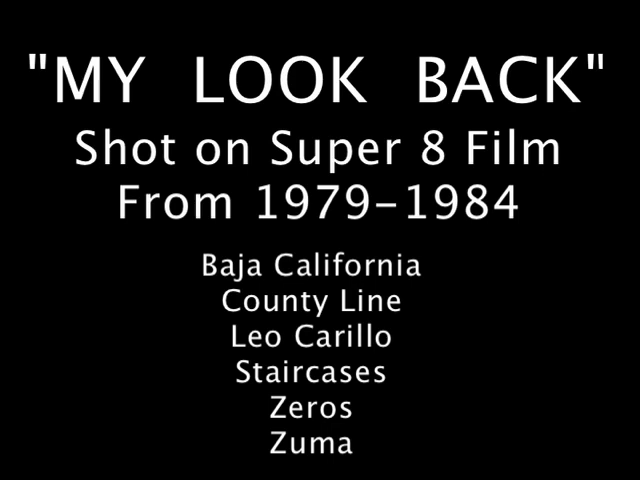 "MY LOOK BACK"
Shot on Super 8 Film
From 1979-1984
Baja California
County Line
Leo Carillo
Staircases
Zeros
Zuma